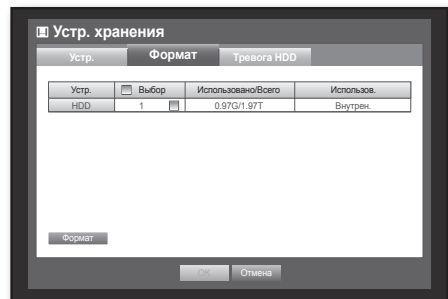 Устр. хранения
Устр. Формат Тревога HDD
Устр. Выбор Использовано/Всего Использов.
HDD 1 0.97G/1.97T Внутрен.
Формат
OK Отмена